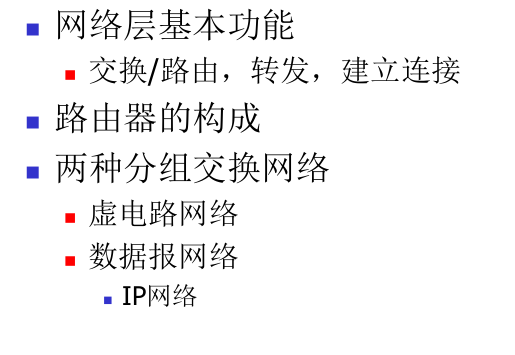 网络层基本功能
交换/路由，转发，建立连接
路由器的构成
两种分组交换网络
虚电路网络
数据报网络
IP网络